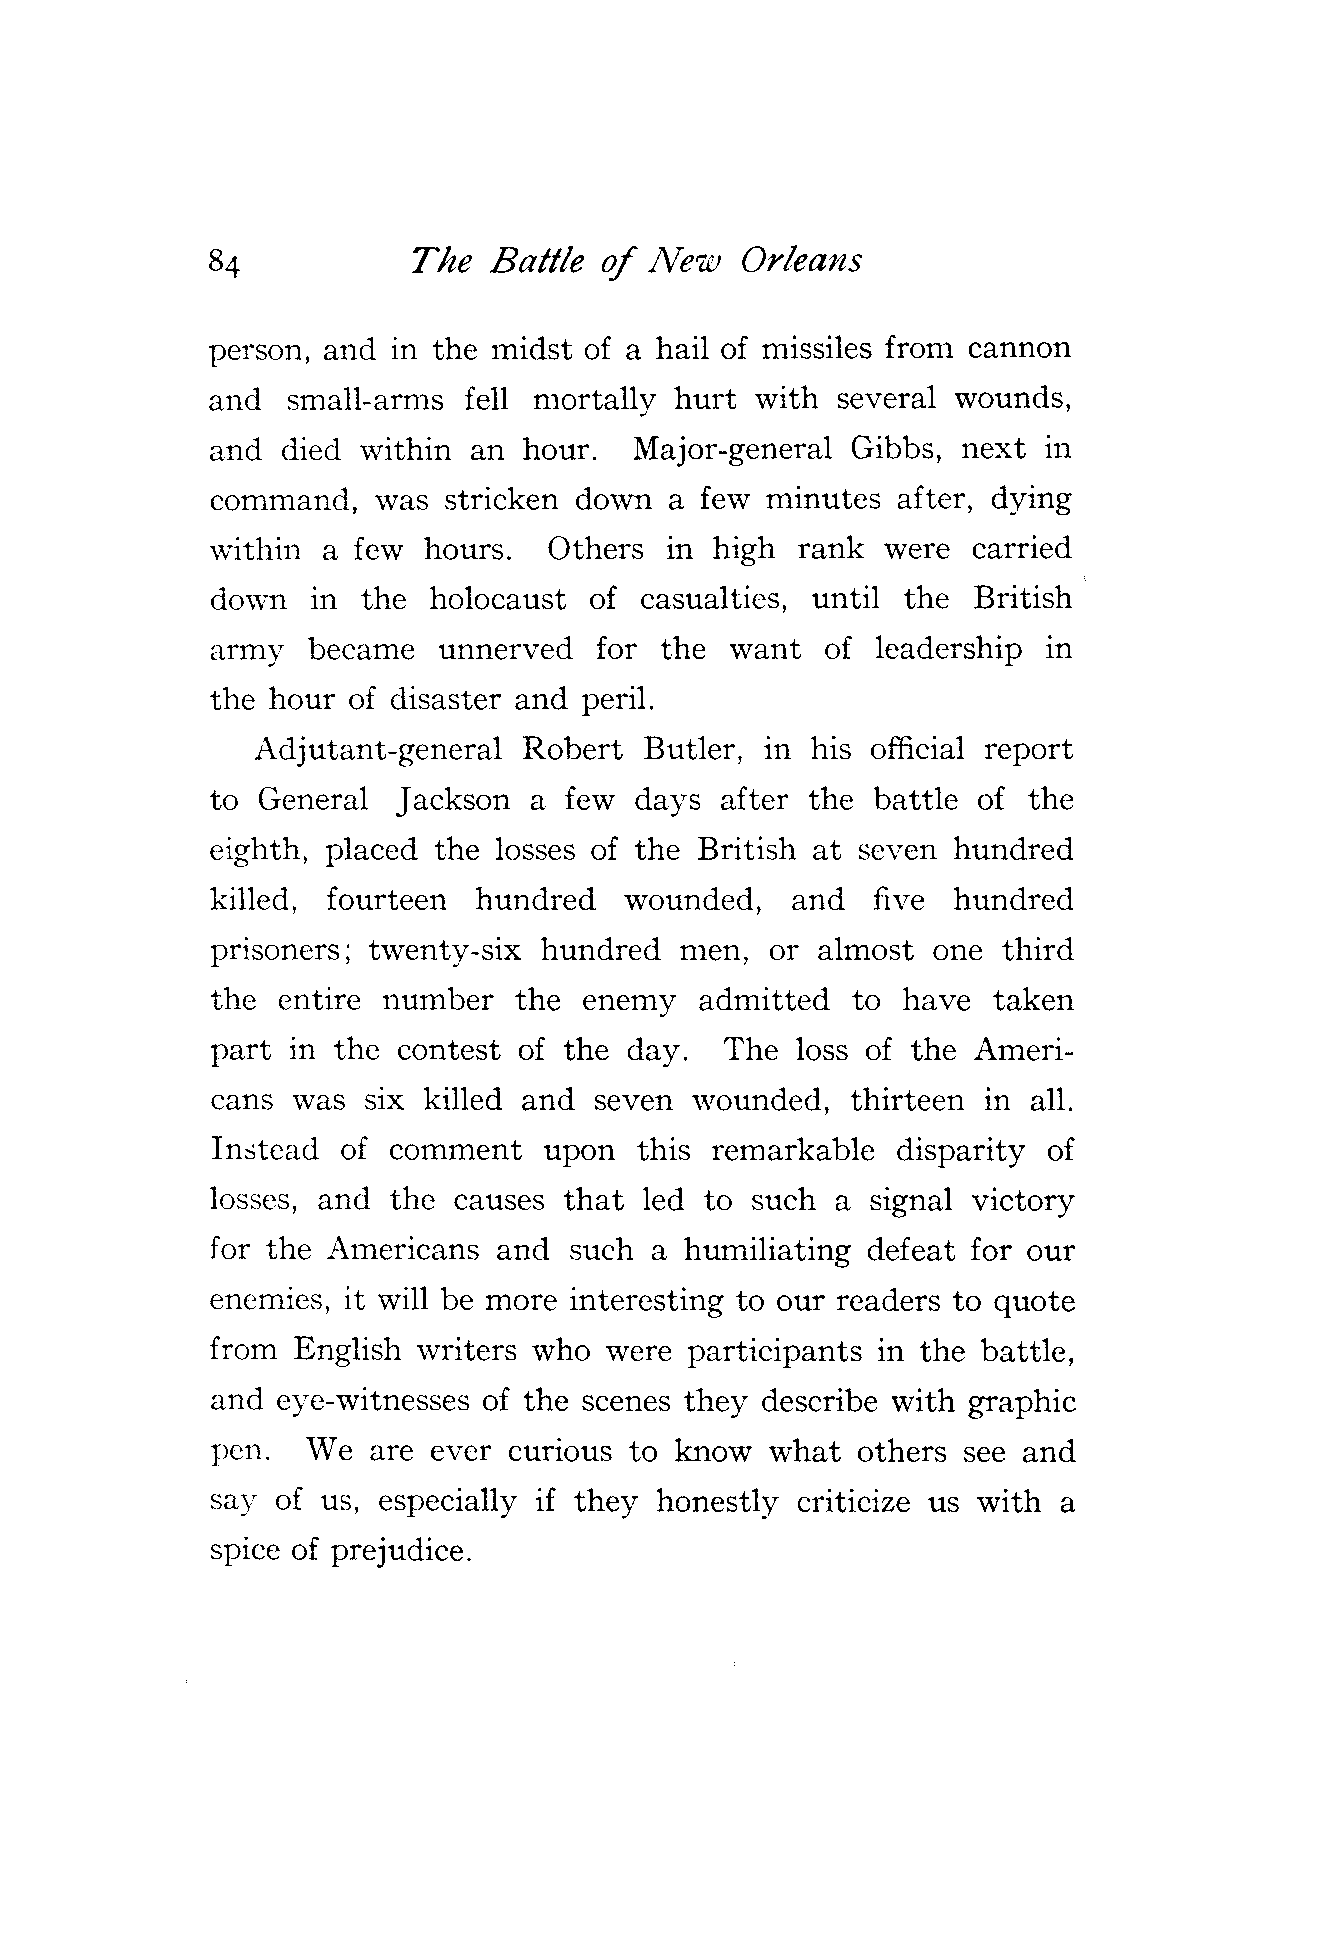 84 The Battle of New Orleans
person, and in the midst of a hail of missiles from cannon
and small-arms fell mortally hurt with several wounds,
and died within an hour. Major-general Gibbs, next in
command, was stricken down a few minutes after, dying
within a few hours. Others in high rank were carried
down in the holocaust of casualties, until the British
army became unnerved for the want of leadership in
the hour of disaster and peril.
Adjutant-general Robert Butler, in his official report
to General Jackson a few days after the battle of the
eighth, placed the losses of the British at seven hundred
killed, fourteen hundred wounded, and five hundred
prisoners; twenty-six hundred men, or almost one third
the entire number the enemy admitted to have taken
part in the contest of the day. The loss of the Ameri-
cans was six killed and seven wounded, thirteen in all.
Instead of comment upon this remarkable disparity of
losses, and the causes that led to such a signal victory
for the Americans and such a humiliating defeat for our
enemies, it will be more interesting to our readers to quote
from English writers who were participants in the battle,
and eye-witnesses of the scenes they describe with graphic
pen. We are ever curious to know what others see and
say of us, especially if they honestly criticize us with a
spice of prejudice.